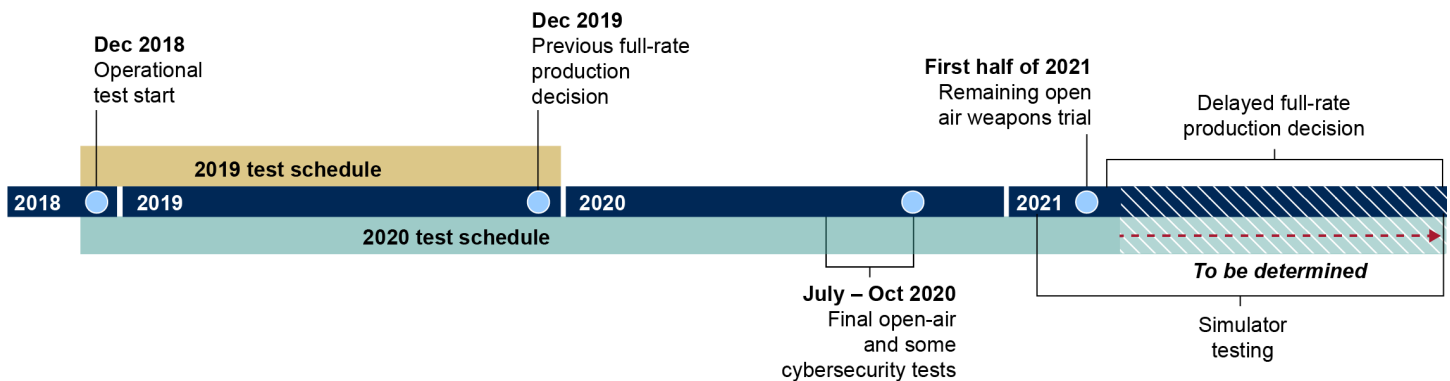 Dec 2018
Operational
test start
Dec 2019
Previous full-rate
production
decision
First half of 2021
Remaining open
air weapons trial
Delayed full-rate
production decision
2019 test schedule
2018
2019
2020
2021
2020 test schedule
To be determined
July – Oct 2020
Final open-air
and some
cybersecurity tests
Simulator
testing